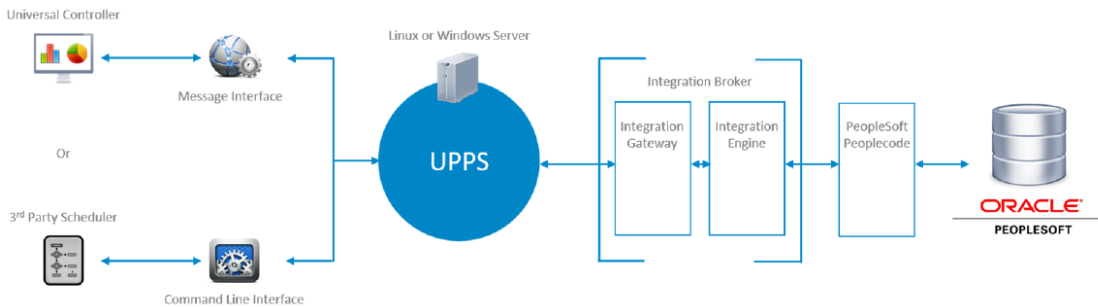 Universal Controller
Message Interface
Or
3rd Party Scheduler
Command Line Interface
Linux or Windows Server
UPPS
Integration Broker
Integration
Gateway
Integration
Engine
PeopleSoft
Peoplecode
ORACLE®
PEOPLESOFT